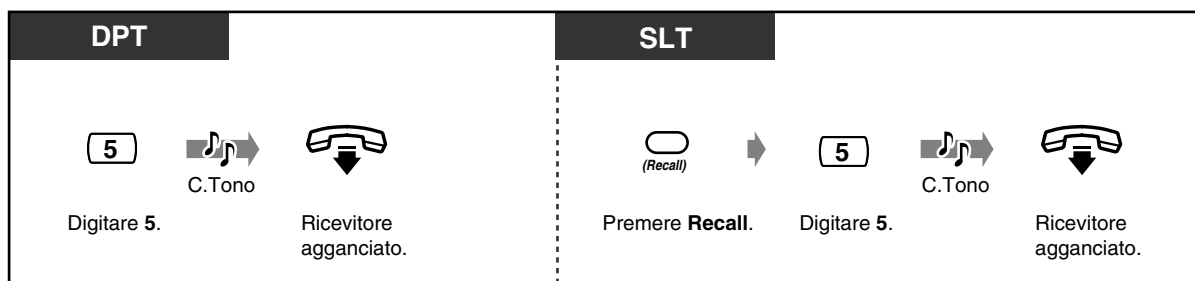 DPT
5
C.Tono
Digitare 5.
Ricevitore
agganciato.
SLT
(Recall)
5
C.Tono
Premere Recall.
Digitare 5.
Ricevitore
agganciato.